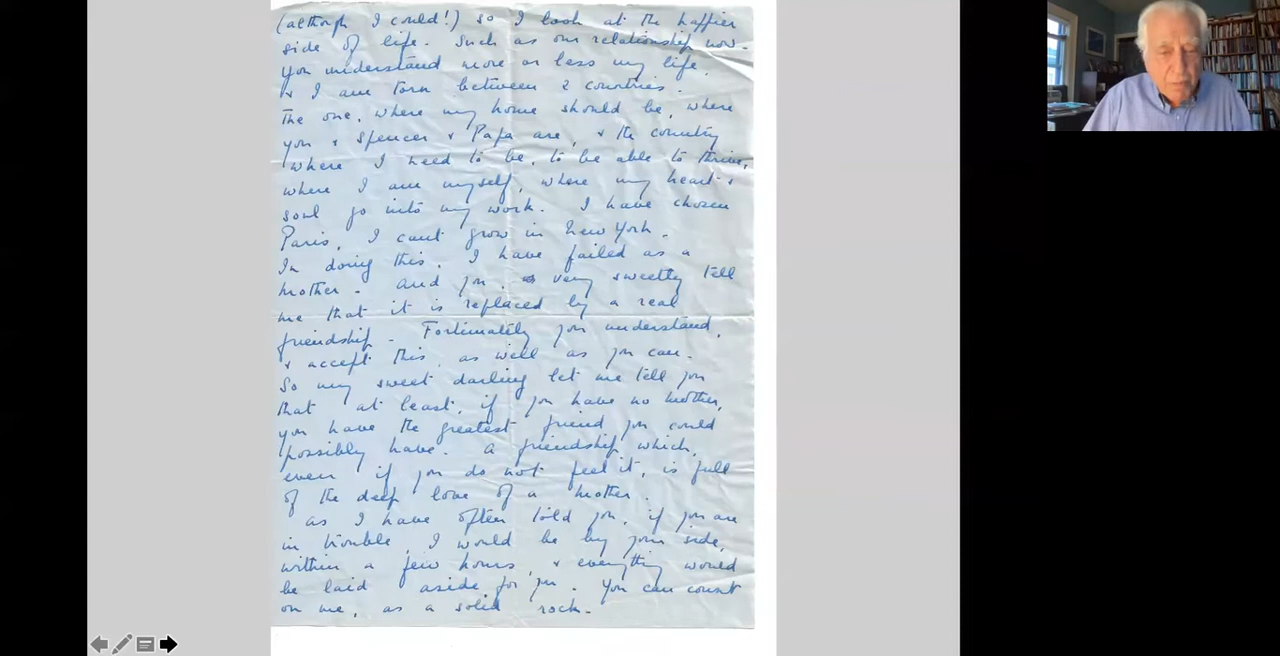 (although I could!) so I look at the happier
side of life. Such as our relationship now.
You understand more or less my life.
& I am torn between 2 countries.
The one, where my home should be, where
you & Spencer & Papa are, & the country
where I need to be, to be able to thrive,
where I am myself, where my heart &
soul go into my work. I have chosen
Paris, I cant grow in New York.
In doing this, I have failed as a
mother. And you, very sweetly tell
me that it is replaced by a real
friendship. Fortunately you understand,
& accept this, as well as you can.
So my sweet darling let me tell you
that at least, if you have no mother,
you have the greatest friend you could
possibly have. A friendship which,
even if you do not feel it, is full
of the deep love of a mother.
As I have often told you, if you are
in trouble, I would be by your side,
within a few hours, & everything would
be laid aside for you. You can count
on me, as a solid rock.